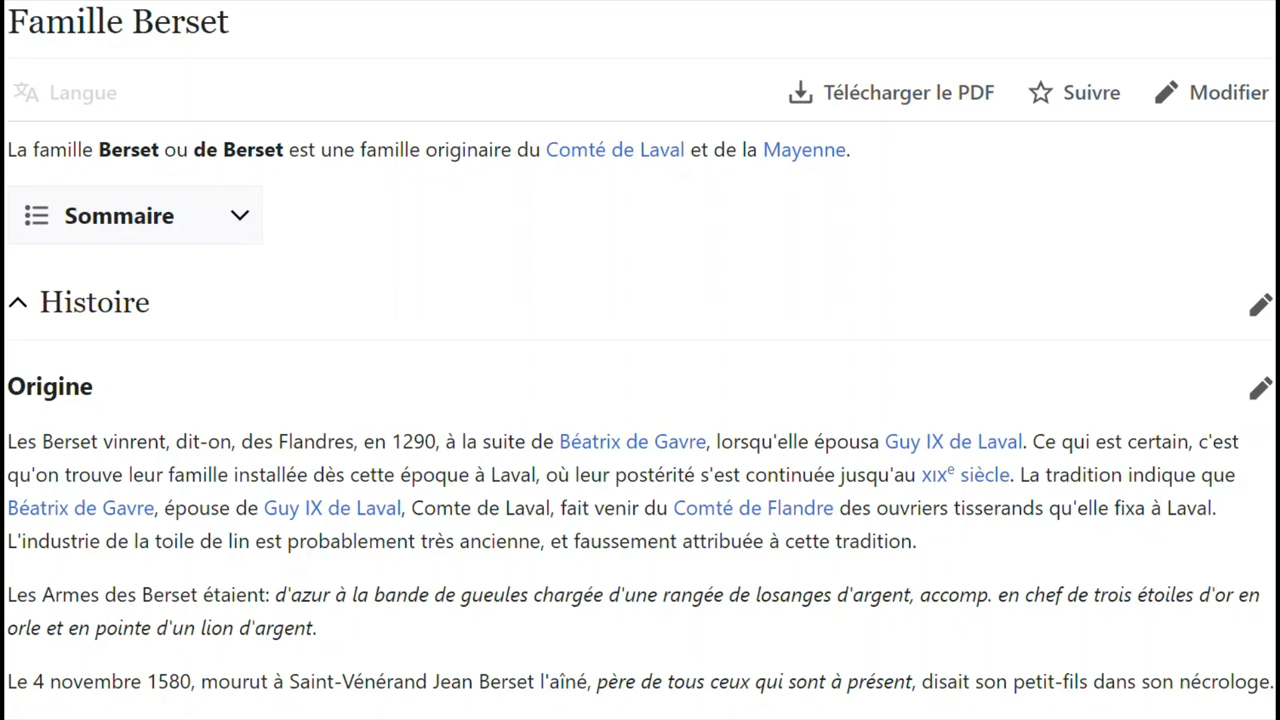 Famille Berset
Langue
Télécharger le PDF
Suivre
Modifier
La famille Berset ou de Berset est une famille originaire du Comté de Laval et de la Mayenne.
Sommaire
Histoire
Origine
Les Berset vinrent, dit-on, des Flandres, en 1290, à la suite de Béatrix de Gavre, lorsqu'elle épousa Guy IX de Laval. Ce qui est certain, c'est
qu'on trouve leur famille installée dès cette époque à Laval, où leur postérité s'est continuée jusqu'au XIXe siècle. La tradition indique que
Béatrix de Gavre, épouse de Guy IX de Laval, Comte de Laval, fait venir du Comté de Flandre des ouvriers tisserands qu'elle fixa à Laval.
L'industrie de la toile de lin est probablement très ancienne, et faussement attribuée à cette tradition.
Les Armes des Berset étaient: d'azur à la bande de gueules chargée d'une rangée de losanges d'argent, accomp. en chef de trois étoiles d'or en
orle et en pointe d'un lion d'argent.
Le 4 novembre 1580, mourut à Saint-Vénérand Jean Berset l'aîné, père de tous ceux qui sont à présent, disait son petit-fils dans son nécrologe.